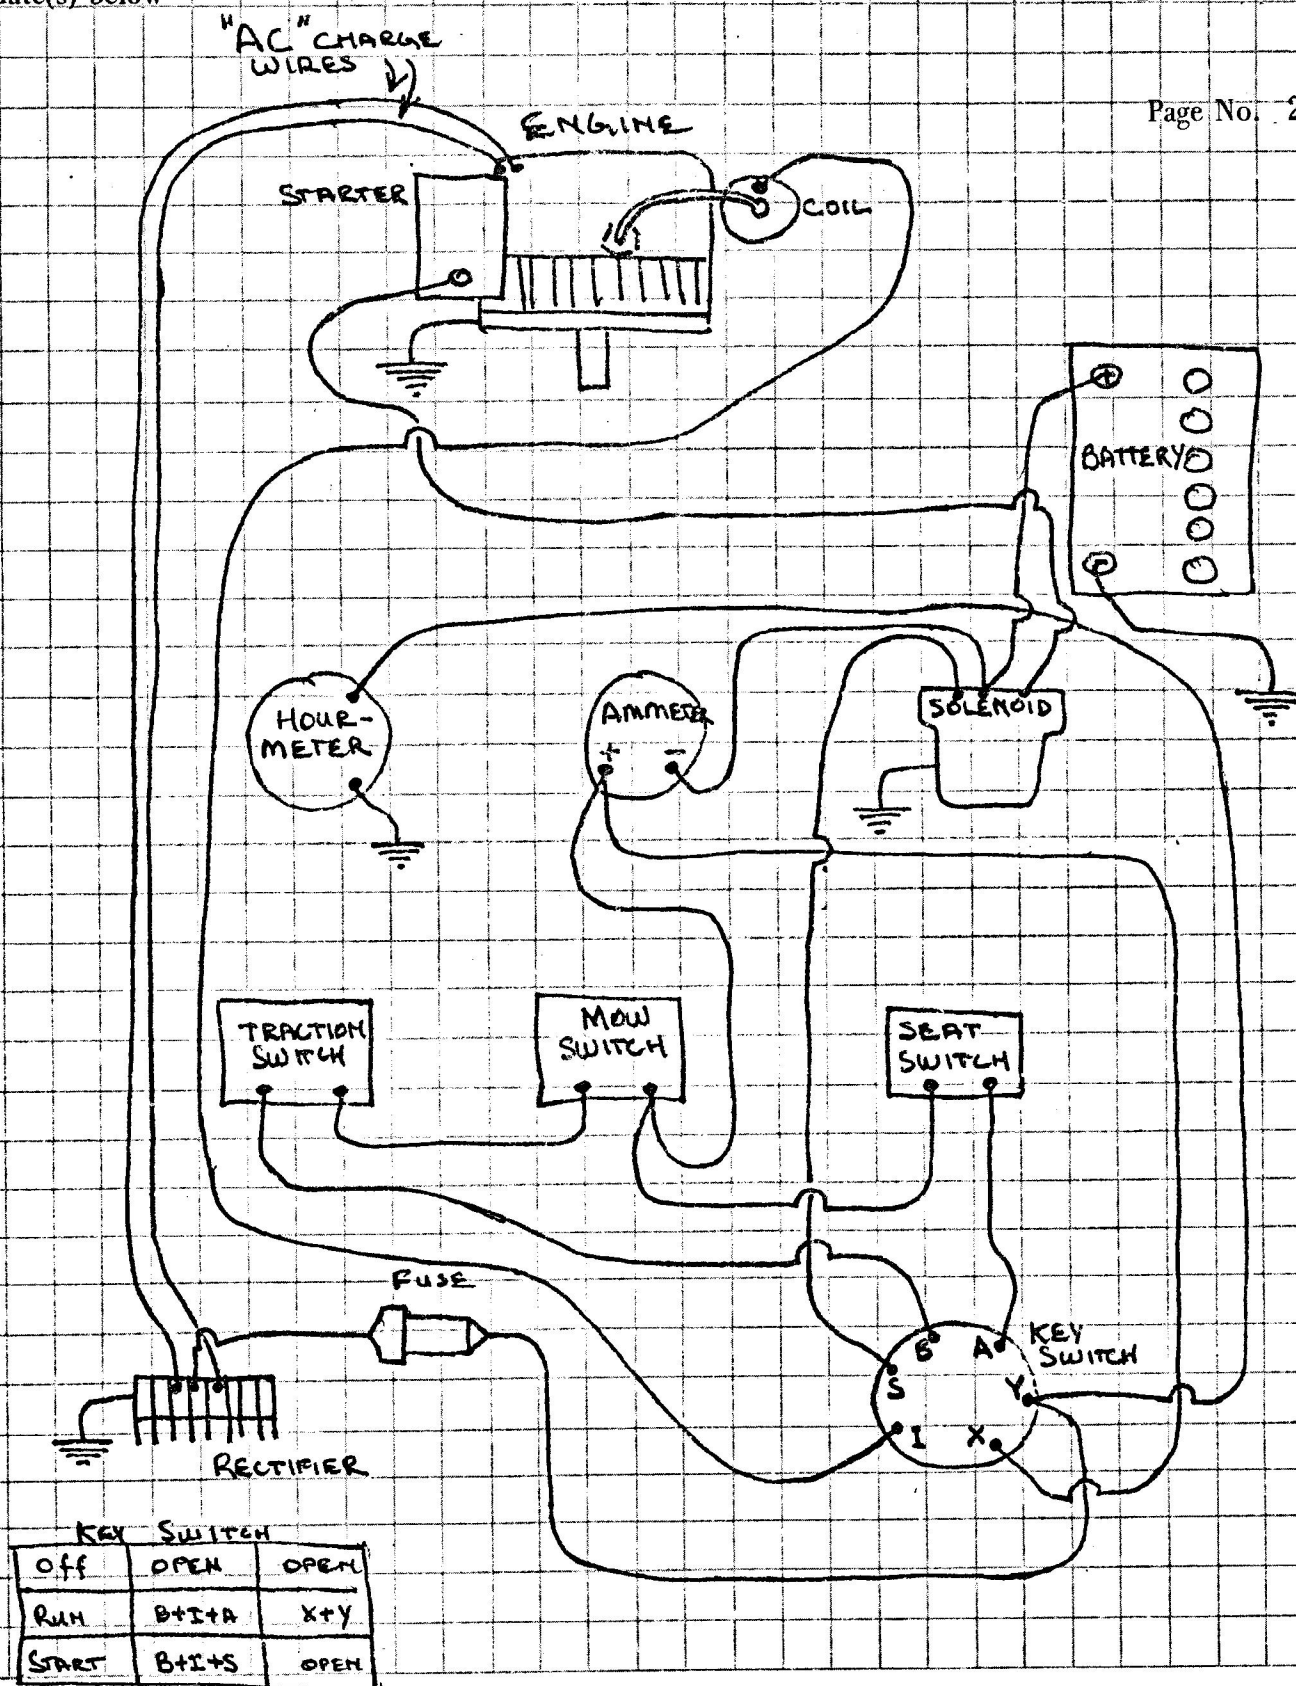 "AC" CHARGE
WIRES
Page No. 2
ENGINE
STARTER
COIL
+
BATTERY
-
HOUR-
METER
AMMETER
+ -
SOLENOID
TRACTION
SWITCH
MOW
SWITCH
SEAT
SWITCH
FUSE
B A
KEY
SWITCH
S Y
I X
RECTIFIER
KEY SWITCH
Off OPEN OPEN
RUN B+I+A X+Y
START B+I+S OPEN